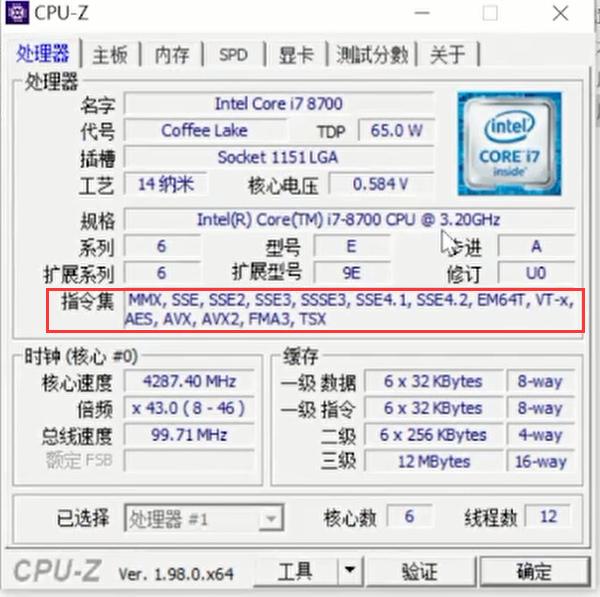 CPU-Z
处理器 主板 内存 SPD 显卡 測試分數 关于
处理器
名字 Intel Core i7 8700
代号 Coffee Lake TDP 65.0 W
插槽 Socket 1151 LGA
工艺 14 纳米 核心电压 0.584 V
规格 Intel(R) Core(TM) i7-8700 CPU @ 3.20GHz
系列 6 型号 E 步进 A
扩展系列 6 扩展型号 9E 修订 U0
指令集 MMX, SSE, SSE2, SSE3, SSSE3, SSE4.1, SSE4.2, EM64T, VT-x,
AES, AVX, AVX2, FMA3, TSX
intel
CORE i7
inside
时钟 (核心 #0)
核心速度 4287.40 MHz
倍频 x 43.0 ( 8 - 46 )
总线速度 99.71 MHz
额定 FSB
缓存
一级 数据 6 x 32 KBytes 8-way
一级 指令 6 x 32 KBytes 8-way
二级 6 x 256 KBytes 4-way
三级 12 MBytes 16-way
已选择 处理器 #1 核心数 6 线程数 12
CPU-Z Ver. 1.98.0.x64 工具 验证 确定